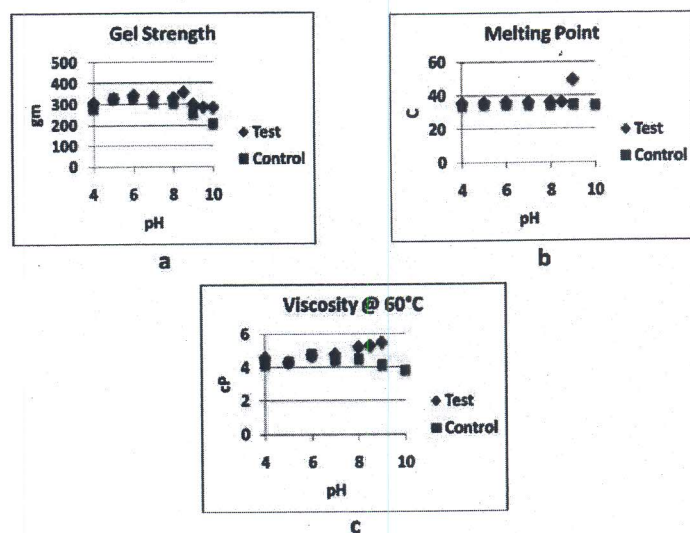 Gel Strength
500
400
300
200
100
0
gm
4 6 8 10
pH
Test
Control
a
Melting Point
60
40
20
0
C
4 6 8 10
pH
Test
Control
b
Viscosity @ 60°C
6
4
2
0
cP
4 6 8 10
pH
Test
Control
c